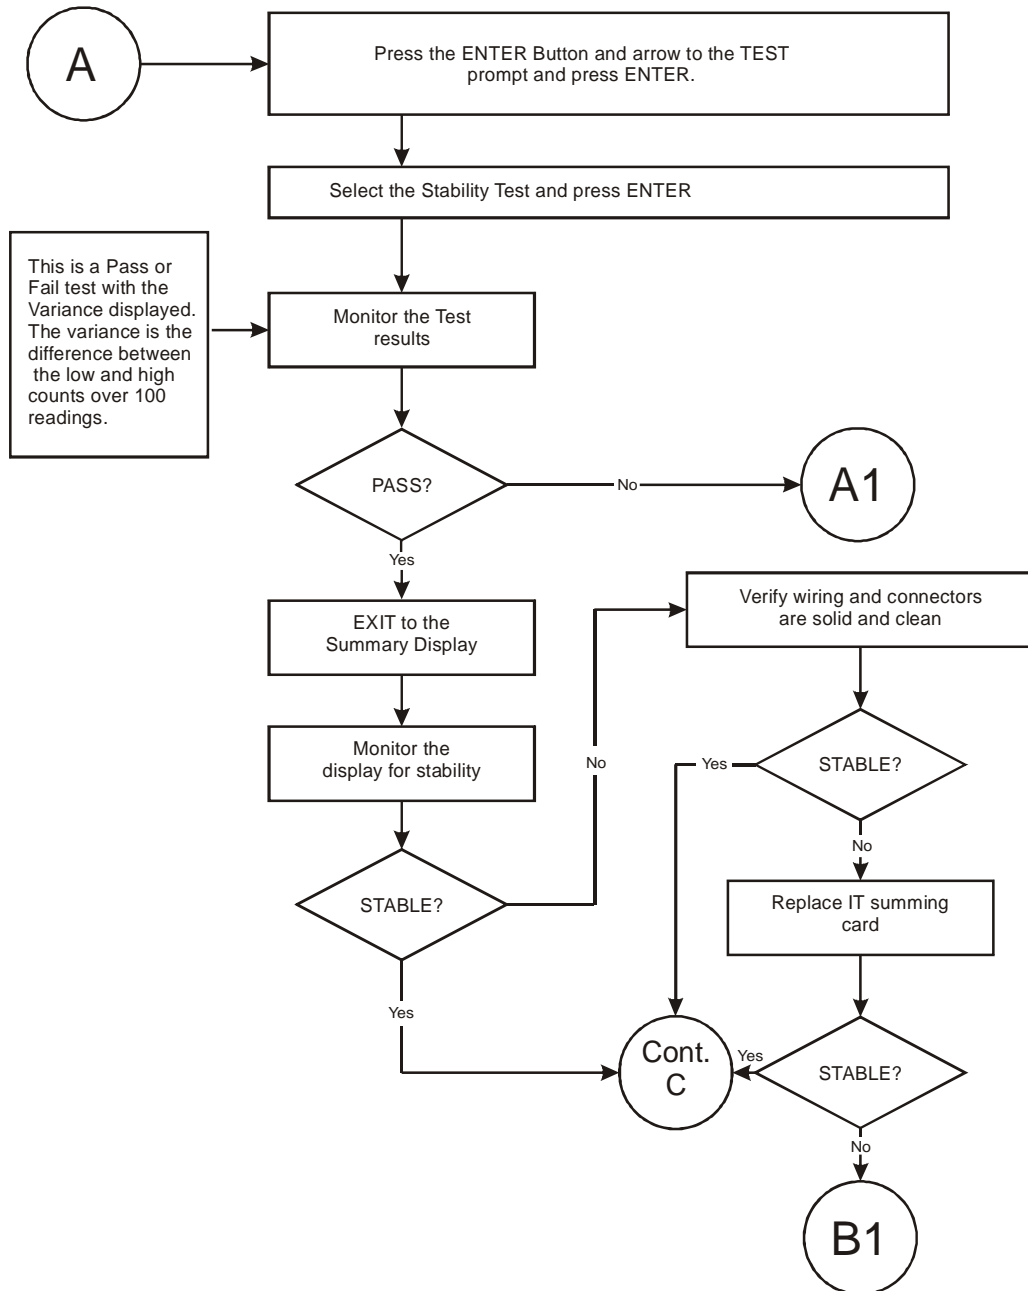 A
Press the ENTER Button and arrow to the TEST
prompt and press ENTER.
Select the Stability Test and press ENTER
This is a Pass or
Fail test with the
Variance displayed.
The variance is the
difference between
the low and high
counts over 100
readings.
Monitor the Test
results
PASS?
No
A1
Yes
EXIT to the
Summary Display
Verify wiring and connectors
are solid and clean
Monitor the
display for stability
No
Yes
STABLE?
No
STABLE?
Replace IT summing
card
Yes
Cont.
C
Yes
STABLE?
No
B1